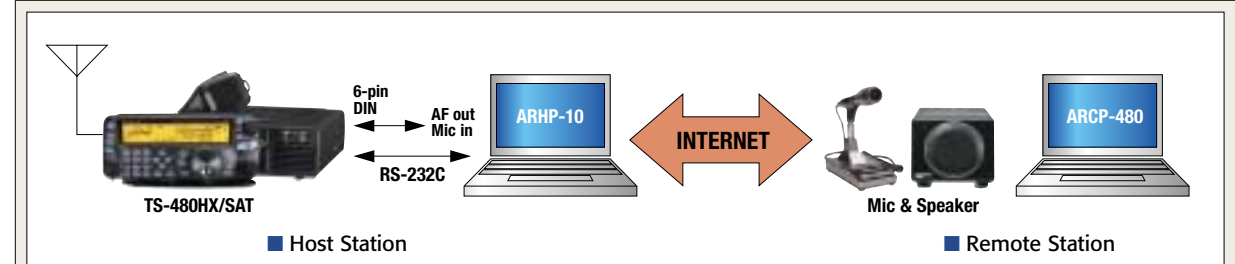 6-pin
DIN
AF out
Mic in
RS-232C
TS-480HX/SAT
ARHP-10
INTERNET
Mic & Speaker
ARCP-480
Host Station
Remote Station